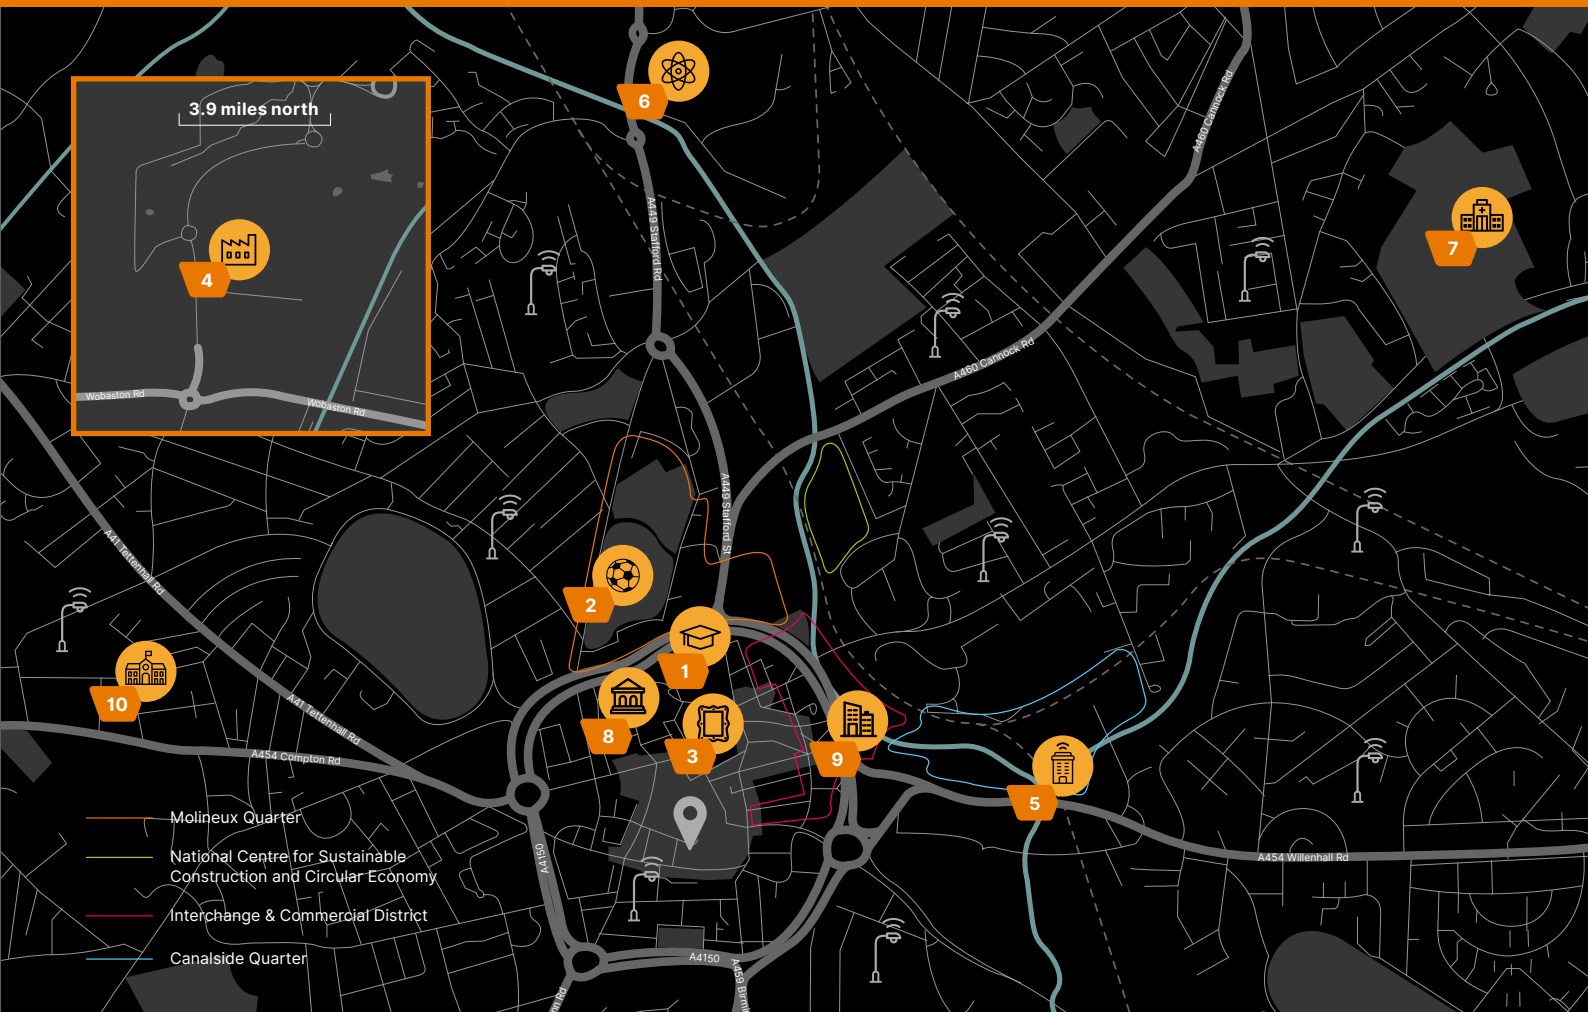 3.9 miles north
4
Wobaston Rd
Wobaston Rd
6
A449 Stafford Rd
A460 Cannock Rd
7
A460 Cannock Rd
A449 Stafford St
A41 Tettenhall Rd
2
1
10
A41 Tettenhall Rd
8
3
9
A454 Compton Rd
5
A4150
A454 Willenhall Rd
A4150
A459
Rd
Molineux Quarter
National Centre for Sustainable
Construction and Circular Economy
Interchange & Commercial District
Canalside Quarter